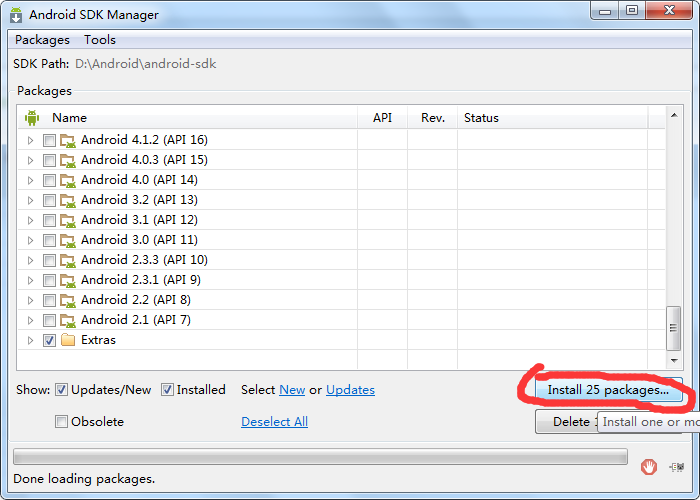 Android SDK Manager
Packages Tools
SDK Path: D:\Android\android-sdk
Packages
Name API Rev. Status
Android 4.1.2 (API 16)
Android 4.0.3 (API 15)
Android 4.0 (API 14)
Android 3.2 (API 13)
Android 3.1 (API 12)
Android 3.0 (API 11)
Android 2.3.3 (API 10)
Android 2.3.1 (API 9)
Android 2.2 (API 8)
Android 2.1 (API 7)
Extras
Show: Updates/New Installed Select New or Updates Install 25 packages...
Obsolete Deselect All Delete Install one or mo
Done loading packages.